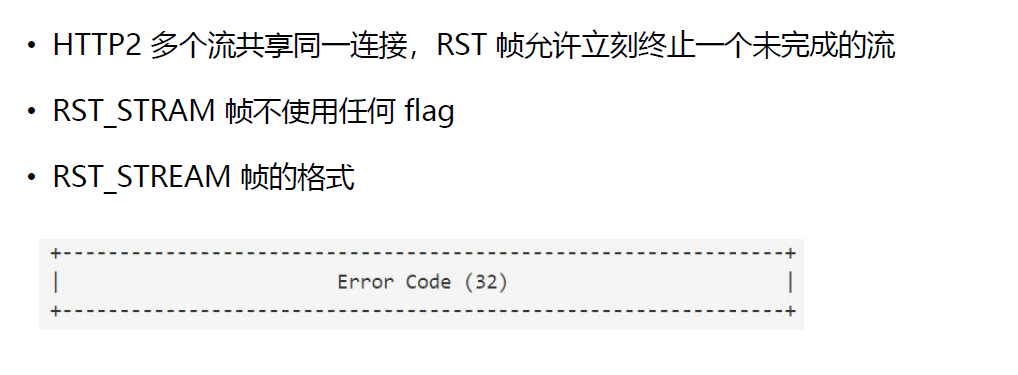 • HTTP2 多个流共享同一连接，RST 帧允许立刻终止一个未完成的流
• RST_STRAM 帧不使用任何 flag
• RST_STREAM 帧的格式
+---------------------------------------------------------------+
|                        Error Code (32)                        |
+---------------------------------------------------------------+